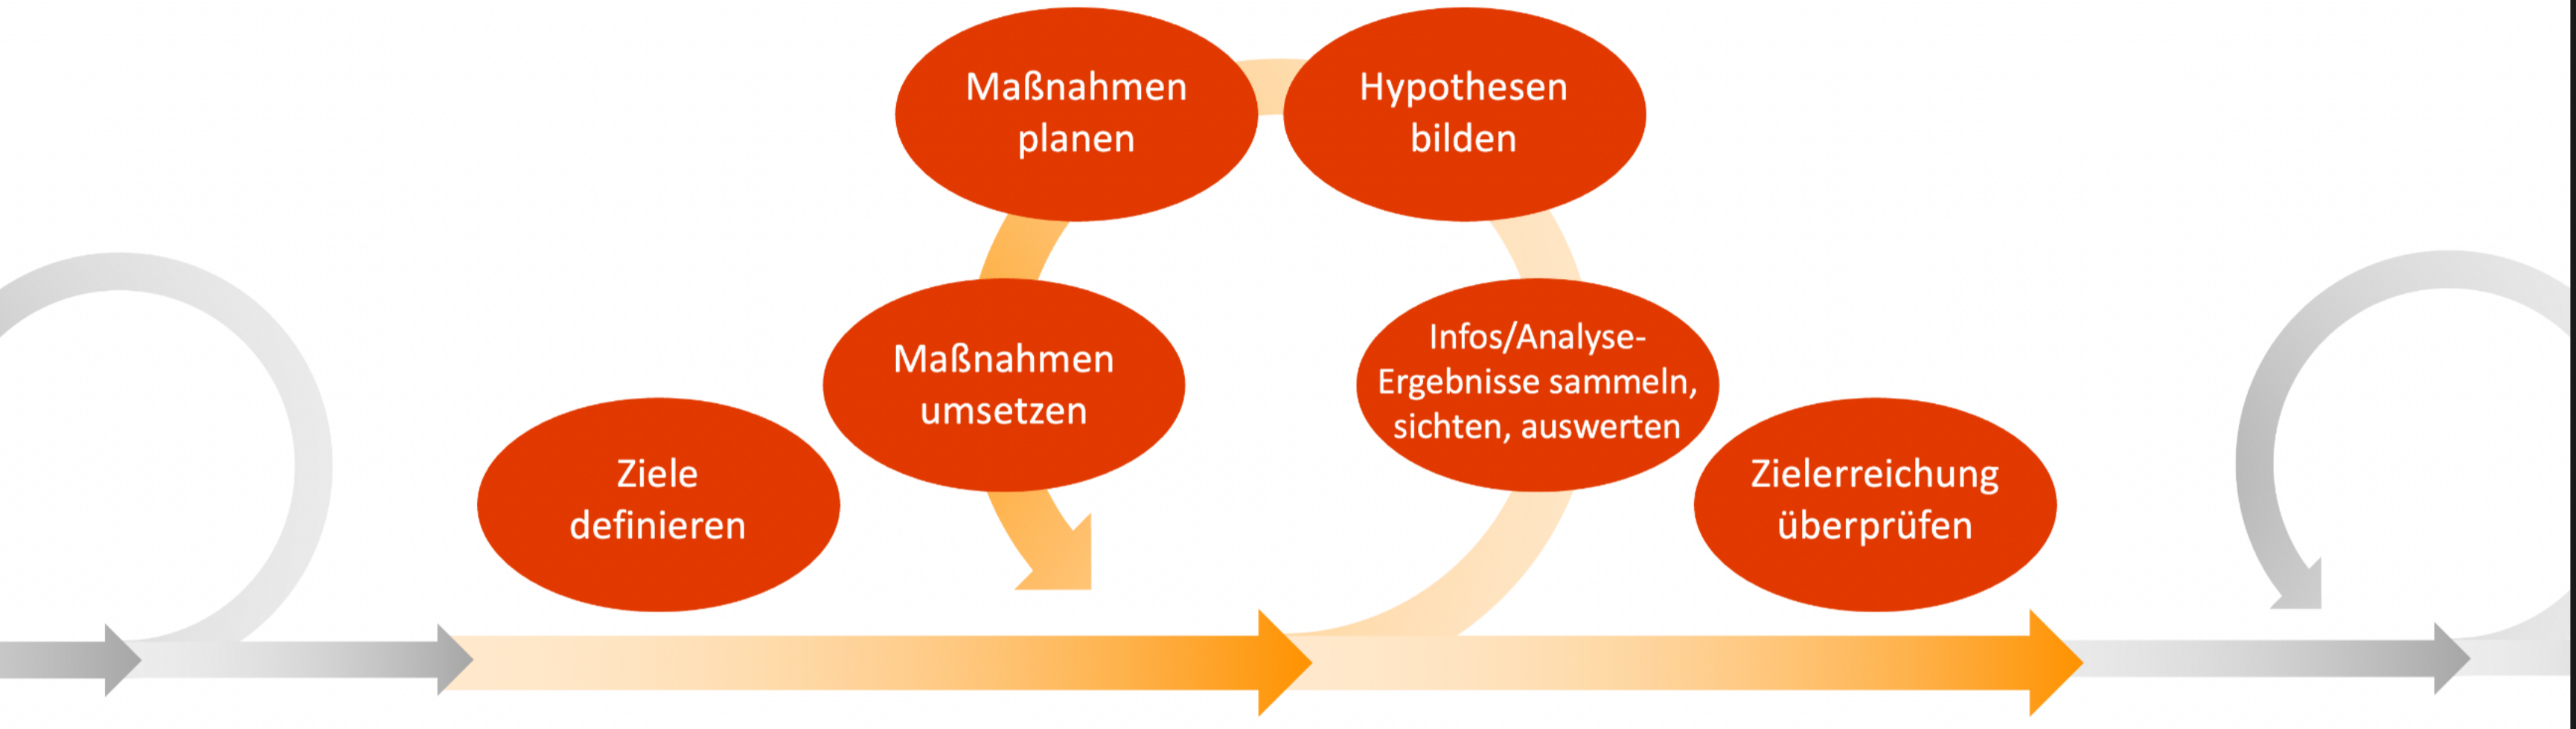 Maßnahmen
planen
Hypothesen
bilden
Maßnahmen
umsetzen
Infos/Analyse-
Ergebnisse sammeln,
sichten, auswerten
Ziele
definieren
Zielerreichung
überprüfen